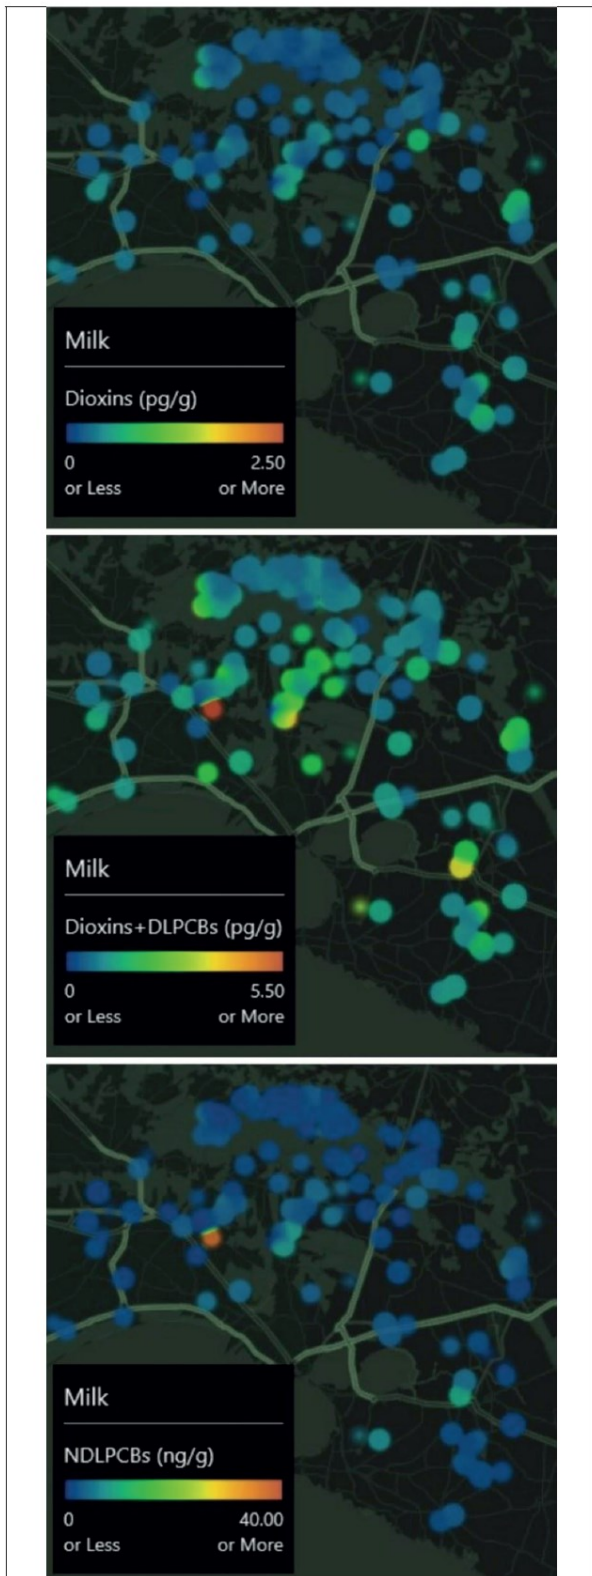 Milk
Dioxins (pg/g)
0 2.50
or Less or More
Milk
Dioxins+DLPCBs (pg/g)
0 5.50
or Less or More
Milk
NDLPCBs (ng/g)
0 40.00
or Less or More